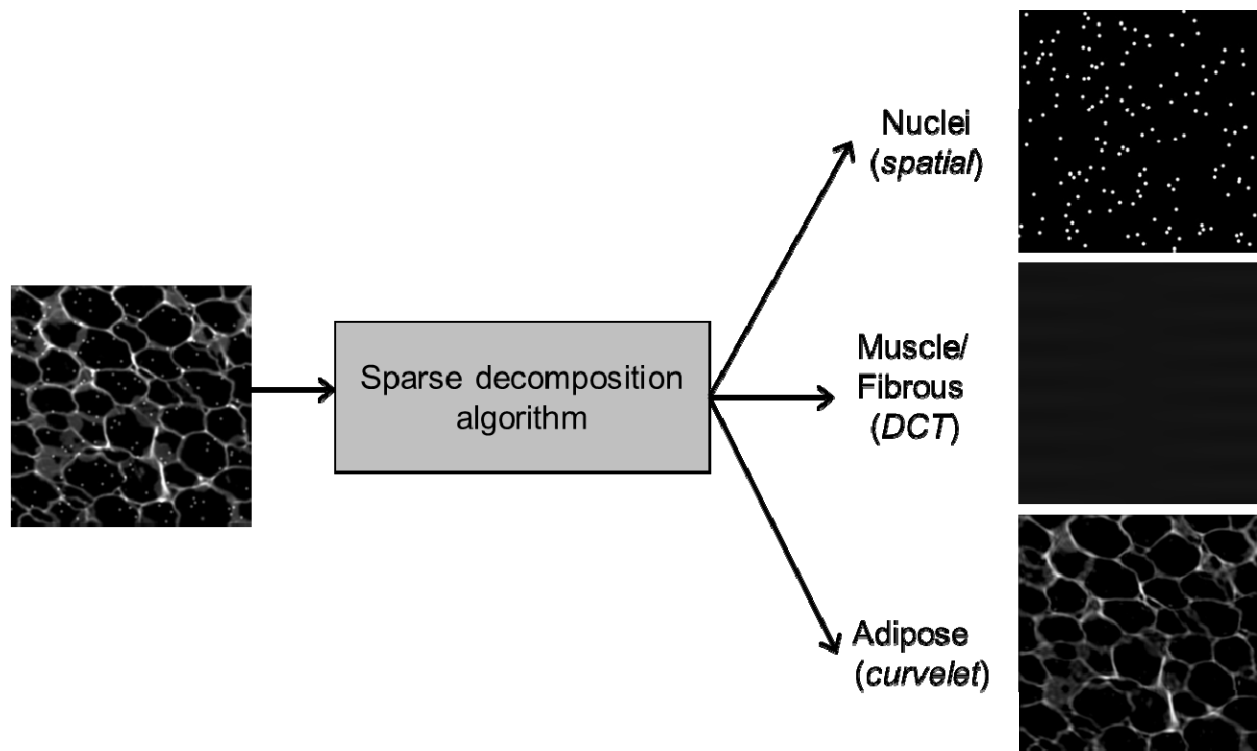 Nuclei
(spatial)
Sparse decomposition
algorithm
Muscle/
Fibrous
(DCT)
Adipose
(curvelet)